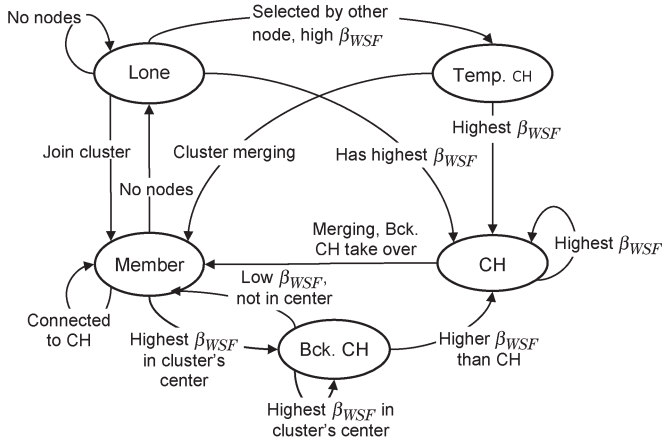 No nodes
Selected by other
node, high β_WSF
Lone
Temp. CH
Highest β_WSF
Join cluster
Cluster merging
Has highest β_WSF
No nodes
Merging, Bck.
CH take over
Highest β_WSF
Member
CH
Low β_WSF,
not in center
Connected
to CH
Highest β_WSF
in cluster's
center
Bck. CH
Higher β_WSF
than CH
Highest β_WSF in
cluster's center